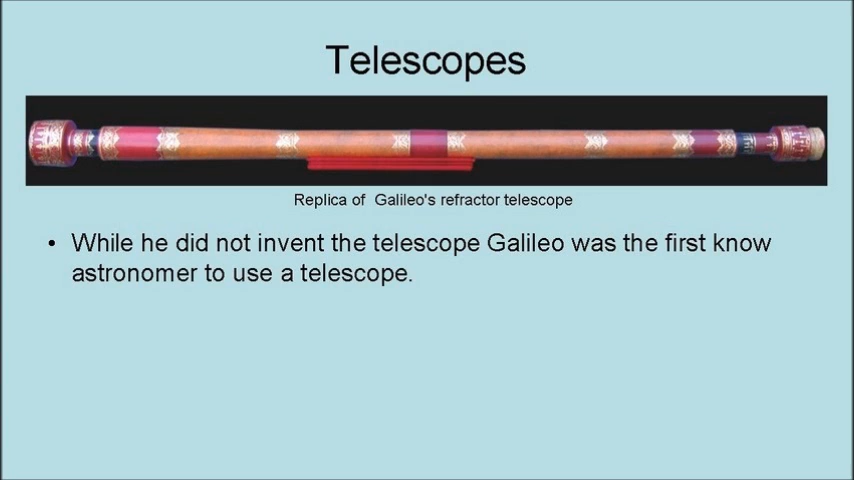 Telescopes
Replica of  Galileo's refractor telescope
• While he did not invent the telescope Galileo was the first know
astronomer to use a telescope.